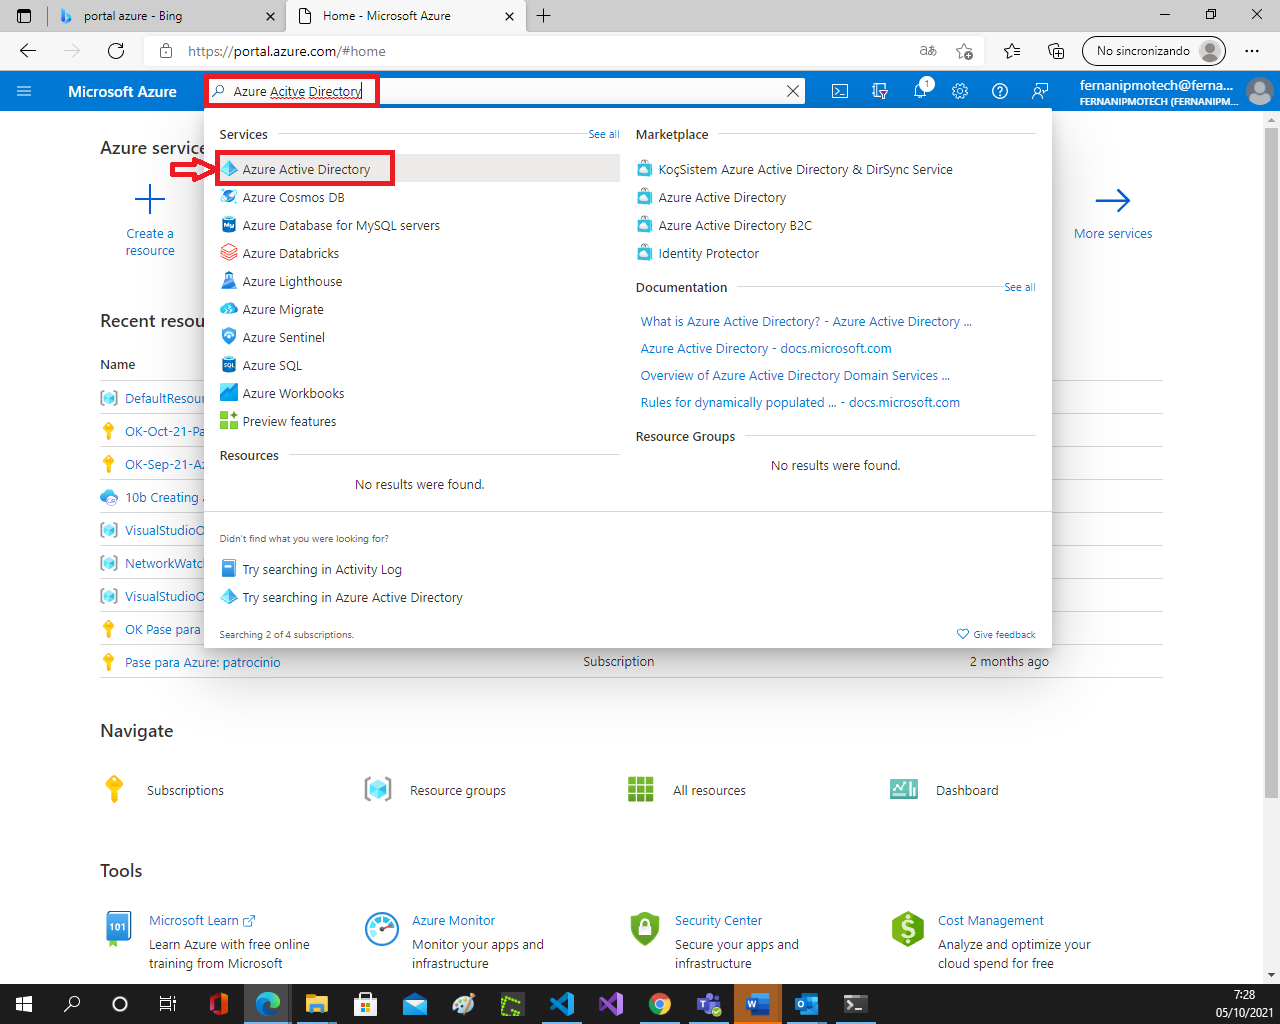 portal azure - Bing
Home - Microsoft Azure
https://portal.azure.com/#home
No sincronizando
Microsoft Azure
Azure Acitve Directory
1
fernanipmotech@ferna...
FERNANIPMOTECH (FERNANIPM...
Azure service
Create a
resource
More services
Services
See all
Azure Active Directory
Azure Cosmos DB
Azure Database for MySQL servers
Azure Databricks
Azure Lighthouse
Azure Migrate
Azure Sentinel
Azure SQL
Azure Workbooks
Preview features
Resources
No results were found.
Marketplace
KoçSistem Azure Active Directory & DirSync Service
Azure Active Directory
Azure Active Directory B2C
Identity Protector
Documentation
See all
What is Azure Active Directory? - Azure Active Directory ...
Azure Active Directory - docs.microsoft.com
Overview of Azure Active Directory Domain Services ...
Rules for dynamically populated ... - docs.microsoft.com
Resource Groups
No results were found.
Didn't find what you were looking for?
Try searching in Activity Log
Try searching in Azure Active Directory
Searching 2 of 4 subscriptions.
Give feedback
Recent resou
Name
DefaultResour
OK-Oct-21-Pa
OK-Sep-21-Az
10b Creating a
VisualStudioO
NetworkWatc
VisualStudioO
OK Pase para
Pase para Azure: patrocinio
Subscription
2 months ago
Navigate
Subscriptions
Resource groups
All resources
Dashboard
Tools
101
Microsoft Learn
Learn Azure with free online
training from Microsoft
Azure Monitor
Monitor your apps and
infrastructure
Security Center
Secure your apps and
infrastructure
Cost Management
Analyze and optimize your
cloud spend for free
7:28
05/10/2021